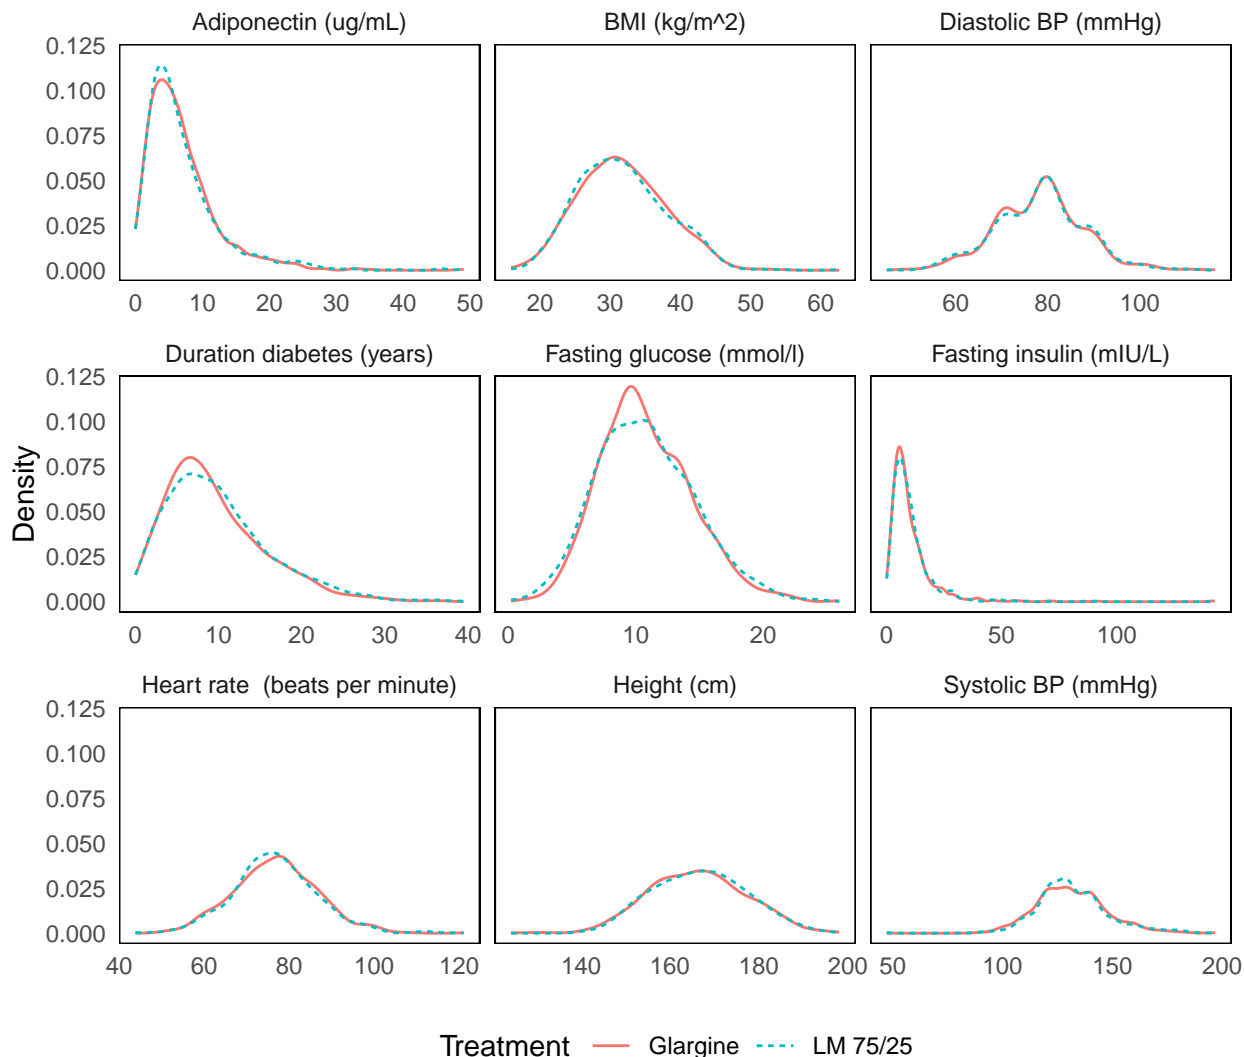 Adiponectin (ug/mL) BMI (kg/m^2) Diastolic BP (mmHg)
0.125
0.100
0.075
0.050
0.025
0.000
0 10 20 30 40 50 20 30 40 50 60 60 80 100
Duration diabetes (years) Fasting glucose (mmol/l) Fasting insulin (mIU/L)
0.125
0.100
0.075
0.050
0.025
0.000
Density
0 10 20 30 40 0 10 20 0 50 100
Heart rate  (beats per minute) Height (cm) Systolic BP (mmHg)
0.125
0.100
0.075
0.050
0.025
0.000
40 60 80 100 120 140 160 180 200 50 100 150 200
Treatment Glargine LM 75/25